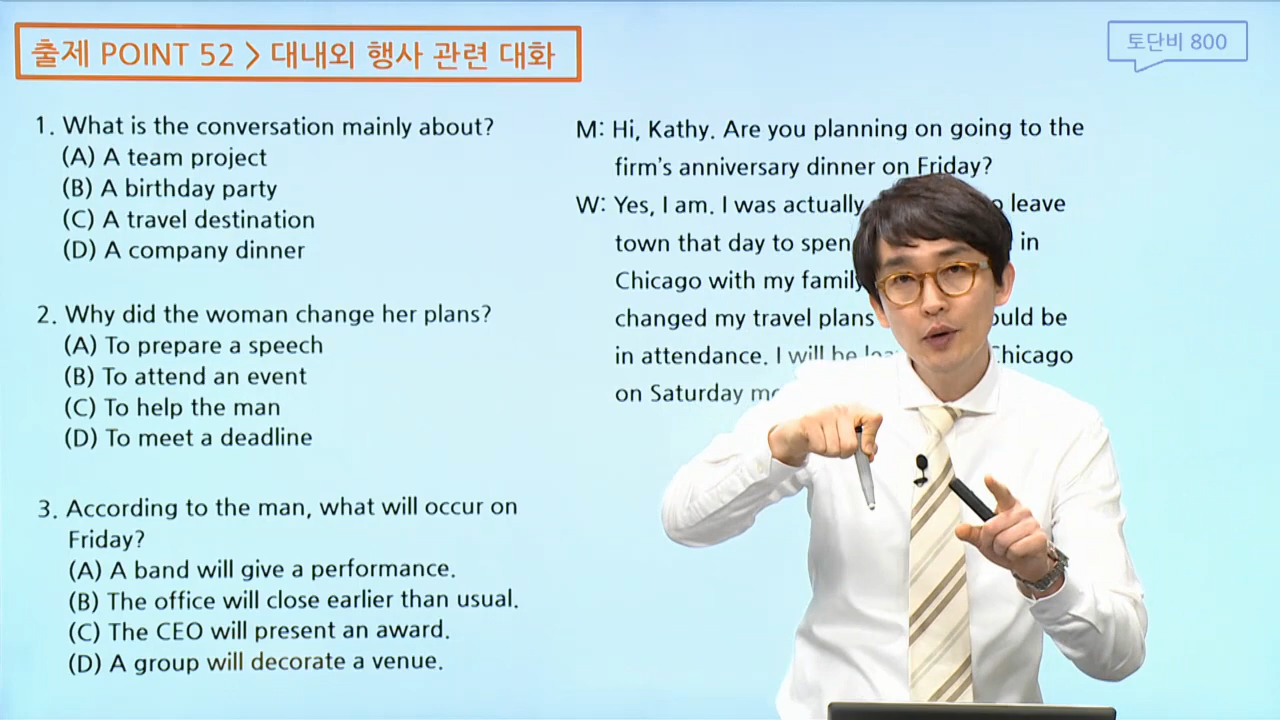 출제 POINT 52 > 대내외 행사 관련 대화
토단비 800
1. What is the conversation mainly about?
(A) A team project
(B) A birthday party
(C) A travel destination
(D) A company dinner
2. Why did the woman change her plans?
(A) To prepare a speech
(B) To attend an event
(C) To help the man
(D) To meet a deadline
3. According to the man, what will occur on
Friday?
(A) A band will give a performance.
(B) The office will close earlier than usual.
(C) The CEO will present an award.
(D) A group will decorate a venue.
M: Hi, Kathy. Are you planning on going to the
firm's anniversary dinner on Friday?
W: Yes, I am. I was actually leave
town that day to in
Chicago with my family
changed my travel plans be
in attendance. I will be Chicago
on Saturday